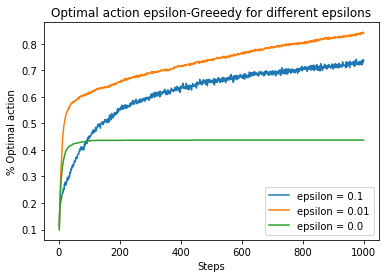 Optimal action epsilon-Greeedy for different epsilons
% Optimal action
0.8
0.7
0.6
0.5
0.4
0.3
0.2
0.1
epsilon = 0.1
epsilon = 0.01
epsilon = 0.0
0 200 400 600 800 1000
Steps